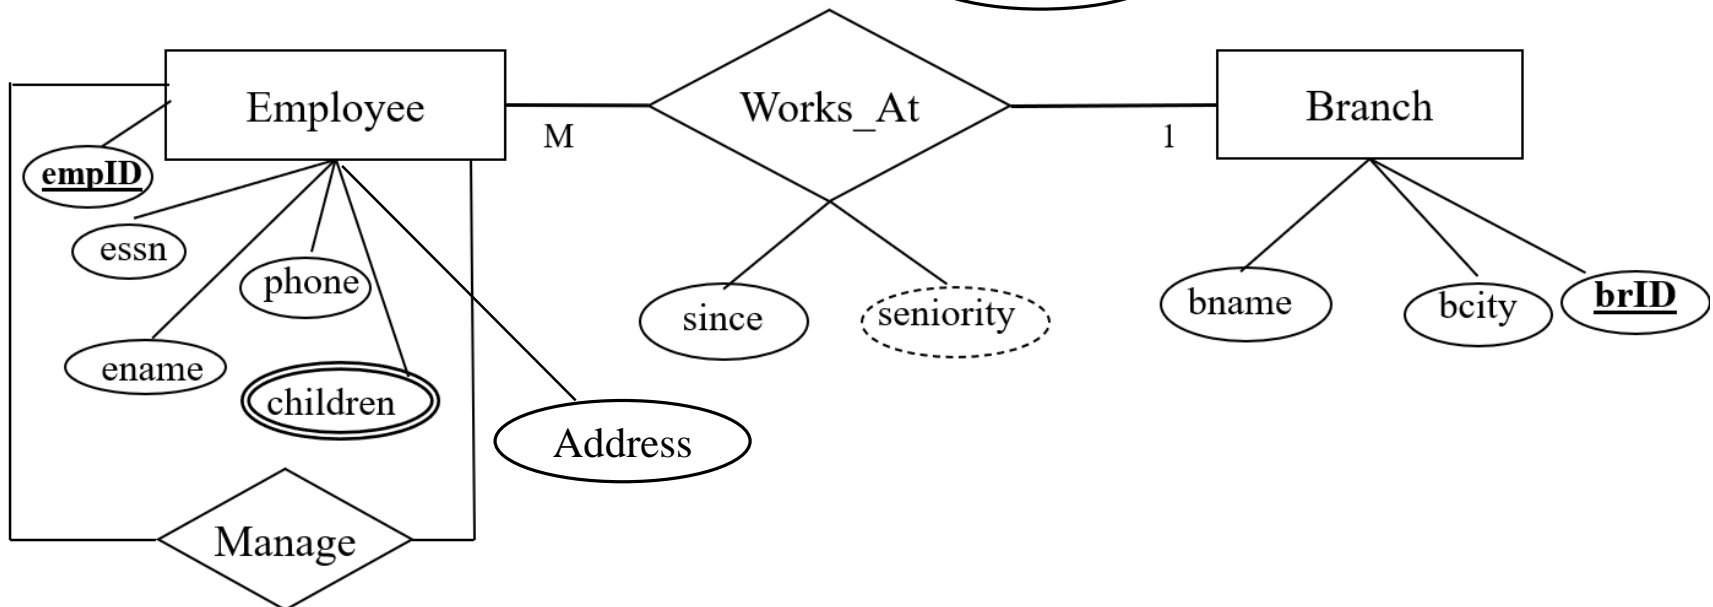 Employee
Works_At
Branch
M
1
empID
essn
phone
ename
children
Address
since
seniority
bname
bcity
brID
Manage